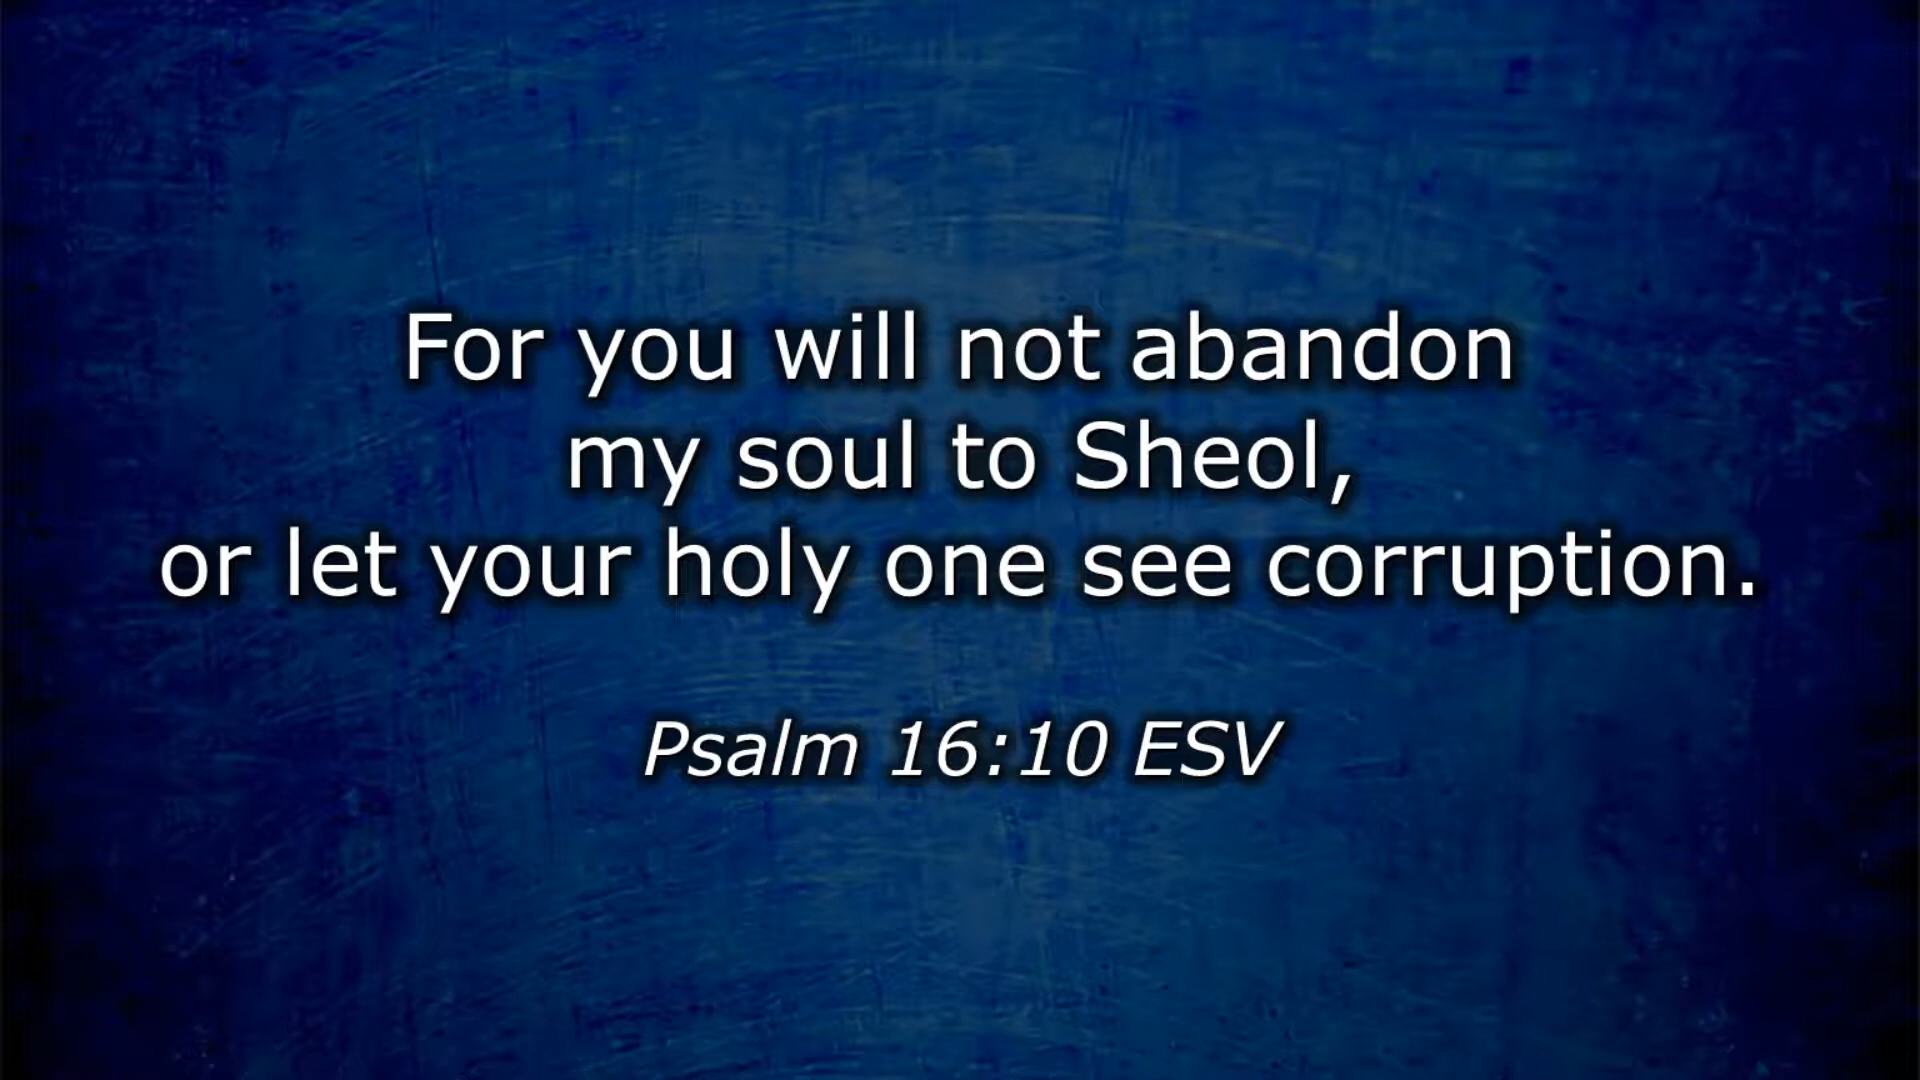 For you will not abandon
my soul to Sheol,
or let your holy one see corruption.
Psalm 16:10 ESV